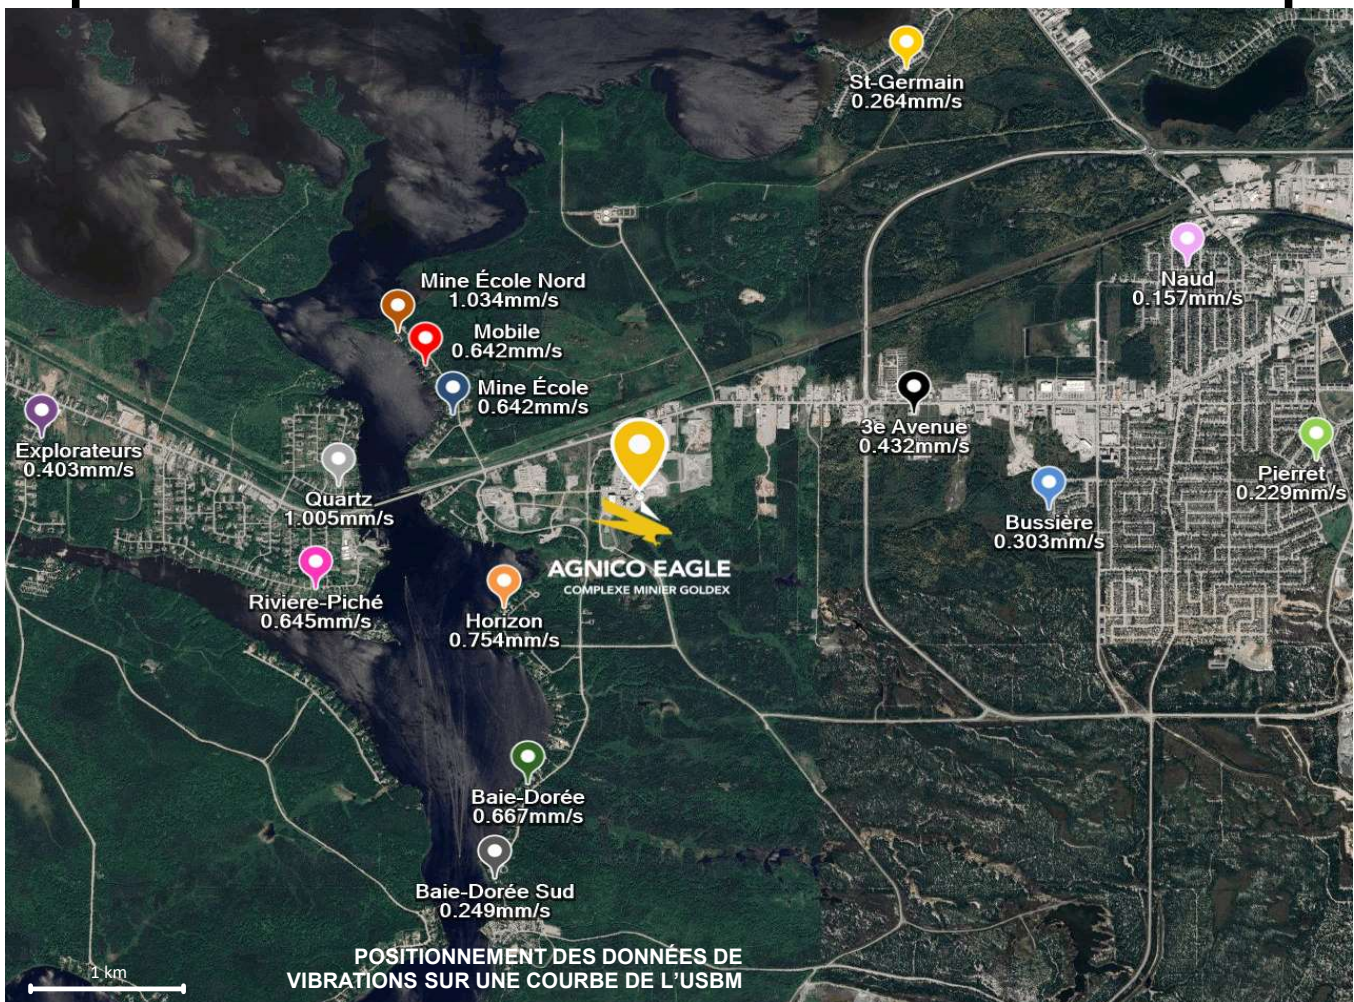 St-Germain
0.264mm/s
Naud
0.157mm/s
Mine École Nord
1.034mm/s
Mobile
0.642mm/s
Mine École
0.642mm/s
3e Avenue
0.432mm/s
Explorateurs
0.403mm/s
Quartz
1.005mm/s
Pierret
0.229mm/s
Bussière
0.303mm/s
AGNICO EAGLE
COMPLEXE MINIER GOLDEX
Riviere-Piché
0.645mm/s
Horizon
0.754mm/s
Baie-Dorée
0.667mm/s
Baie-Dorée Sud
0.249mm/s
POSITIONNEMENT DES DONNÉES DE
VIBRATIONS SUR UNE COURBE DE L'USBM
1 km